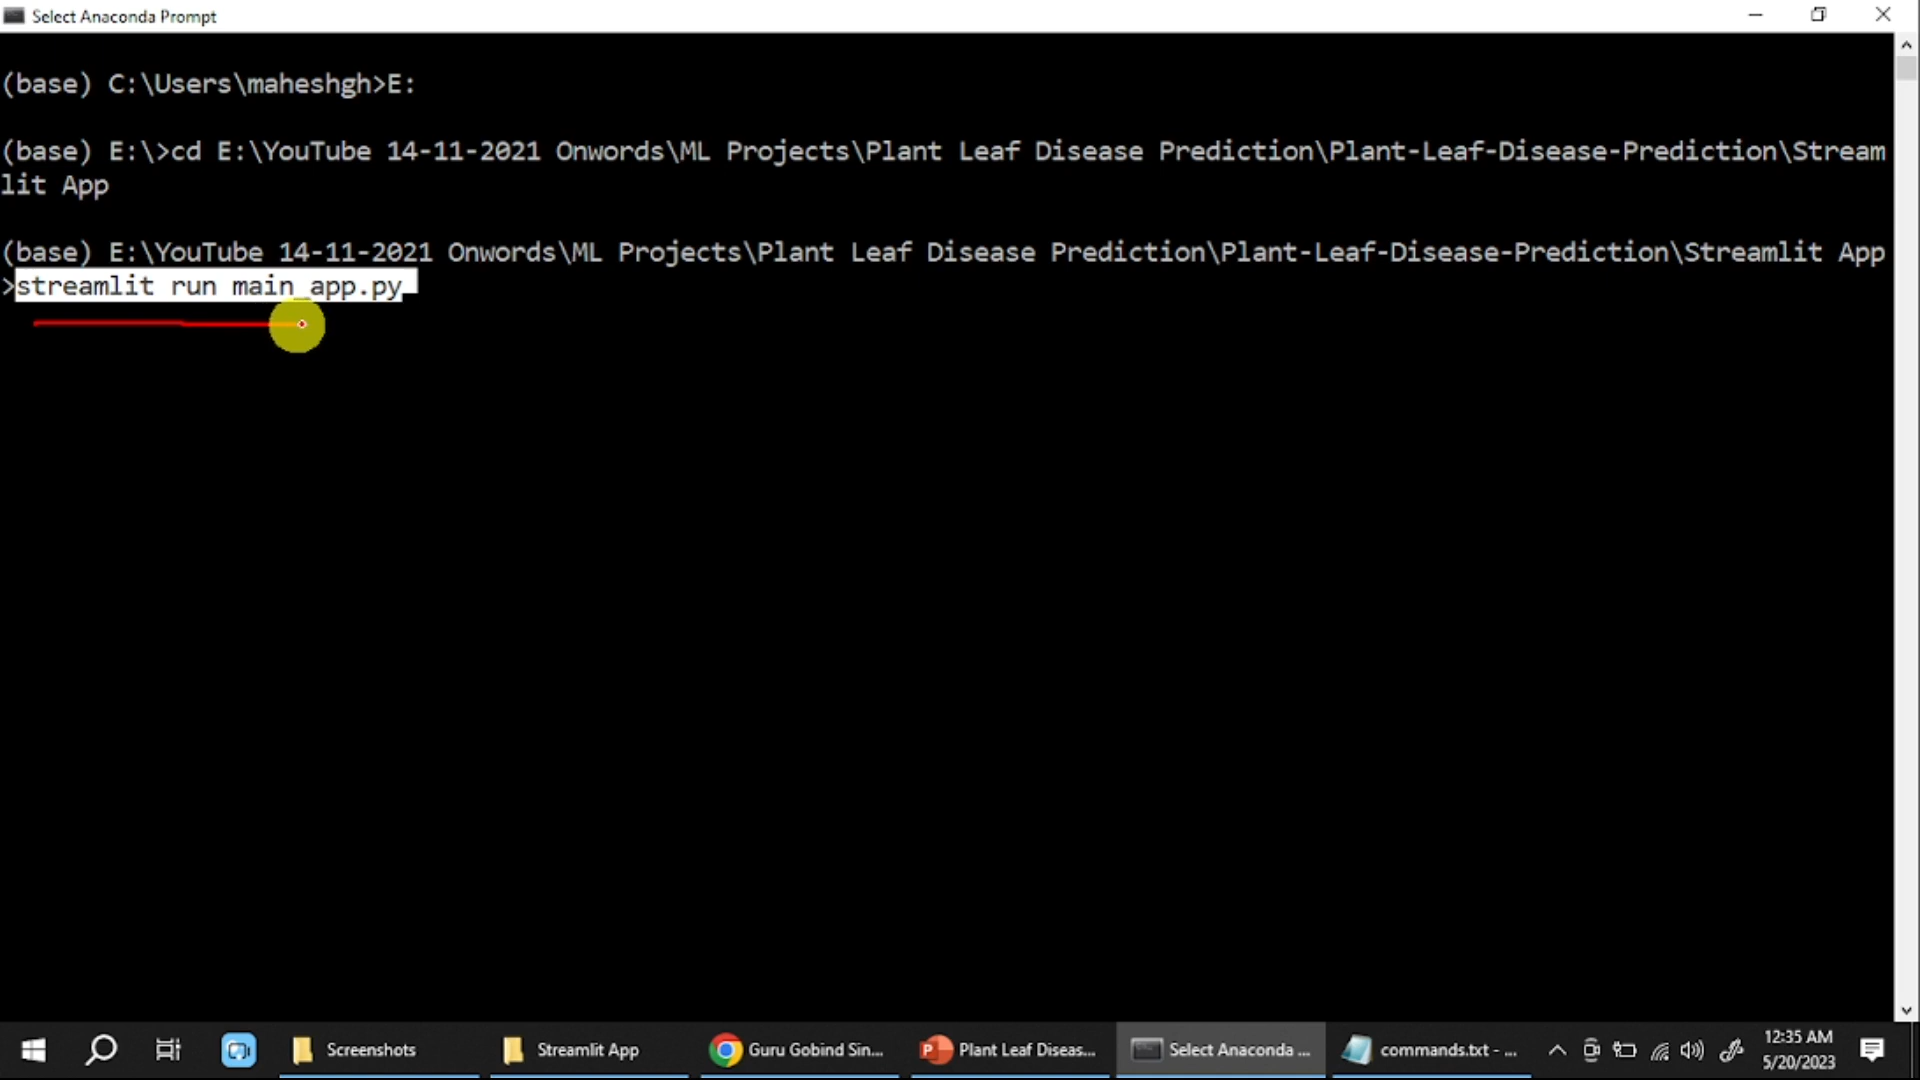 Select Anaconda Prompt
(base) C:\Users\maheshgh>E:
(base) E:\>cd E:\YouTube 14-11-2021 Onwords\ML Projects\Plant Leaf Disease Prediction\Plant-Leaf-Disease-Prediction\Stream
lit App
(base) E:\YouTube 14-11-2021 Onwords\ML Projects\Plant Leaf Disease Prediction\Plant-Leaf-Disease-Prediction\Streamlit App
>streamlit run main_app.py
Screenshots
Streamlit App
Guru Gobind Sin...
Plant Leaf Diseas...
Select Anaconda ...
commands.txt - ...
12:35 AM
5/20/2023